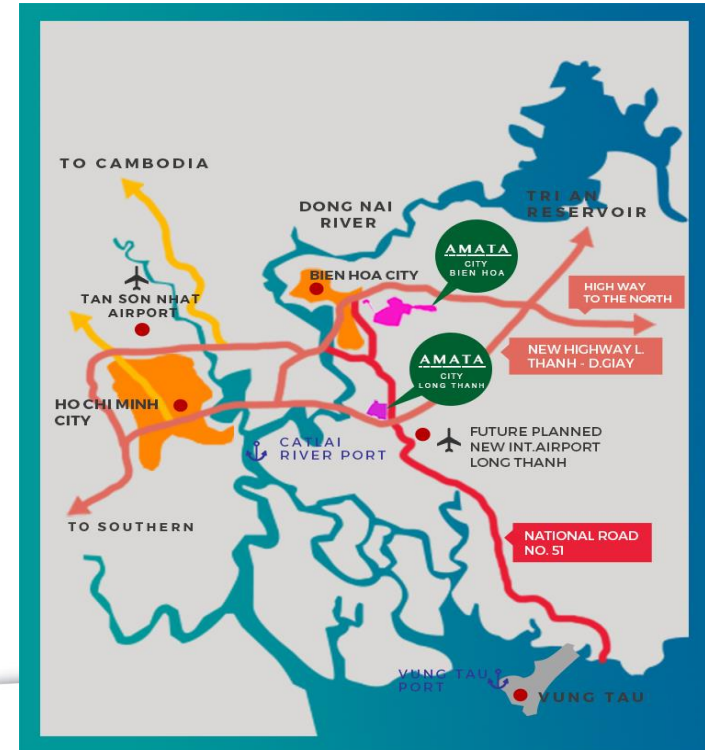 TO CAMBODIA
TRI AN
RESERVOIR
DONG NAI
RIVER
AMATA
CITY
BIEN HOA
BIEN HOA CITY
TAN SON NHAT
AIRPORT
HIGH WAY
TO THE NORTH
NEW HIGHWAY L.
THANH - D.GIAY
AMATA
CITY
LONG THANH
HO CHI MINH
CITY
FUTURE PLANNED
NEW INT.AIRPORT
LONG THANH
CATLAI
RIVER PORT
TO SOUTHERN
NATIONAL ROAD
NO. 51
VUNG TAU
PORT
VUNG TAU